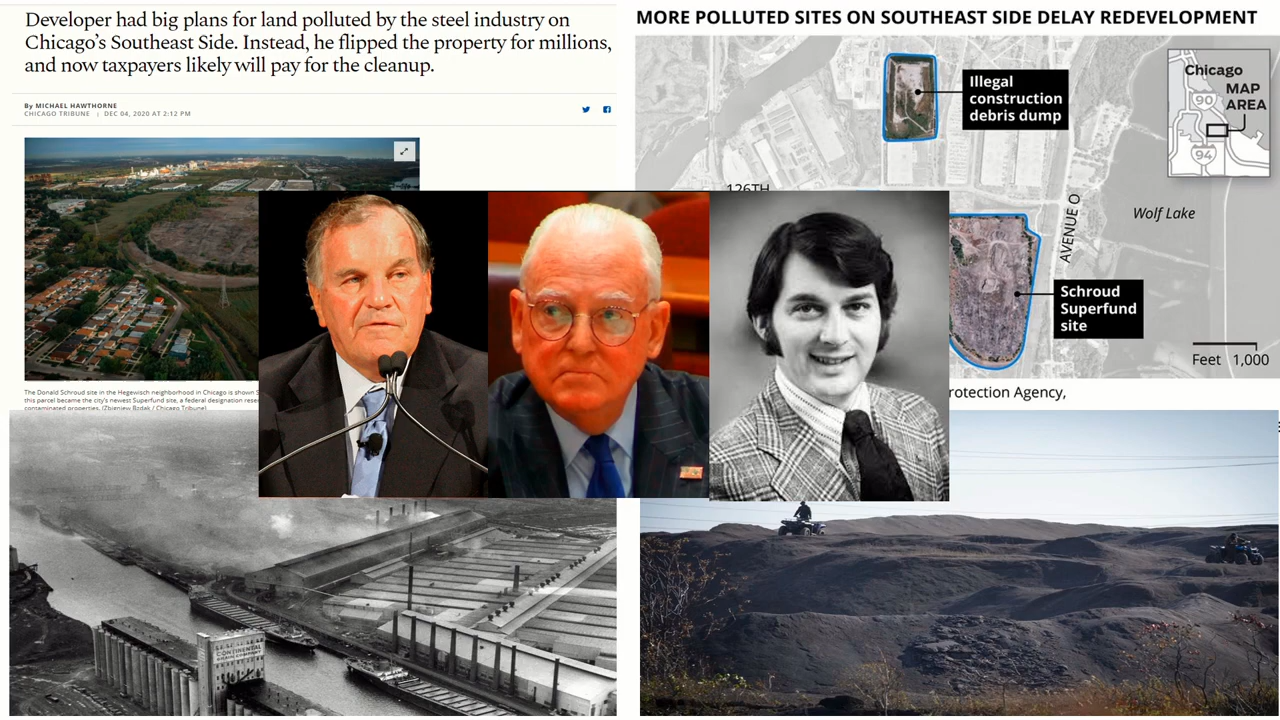 Developer had big plans for land polluted by the steel industry on
Chicago's Southeast Side. Instead, he flipped the property for millions,
and now taxpayers likely will pay for the cleanup.
By MICHAEL HAWTHORNE
CHICAGO TRIBUNE | DEC 04, 2020 AT 2:12 PM
The Donald Schroud site in the Hegewisch neighborhood in Chicago is shown
this parcel became the city's newest Superfund site, a federal designation
contaminated properties. (Zbigniew Bzdak / Chicago Tribune)
MORE POLLUTED SITES ON SOUTHEAST SIDE DELAY REDEVELOPMENT
Illegal
construction
debris dump
Chicago
MAP
AREA
90
94
126TH
AVENUE O
Wolf Lake
Schroud
Superfund
site
Feet 1,000
rotection Agency,
CONTINENTAL